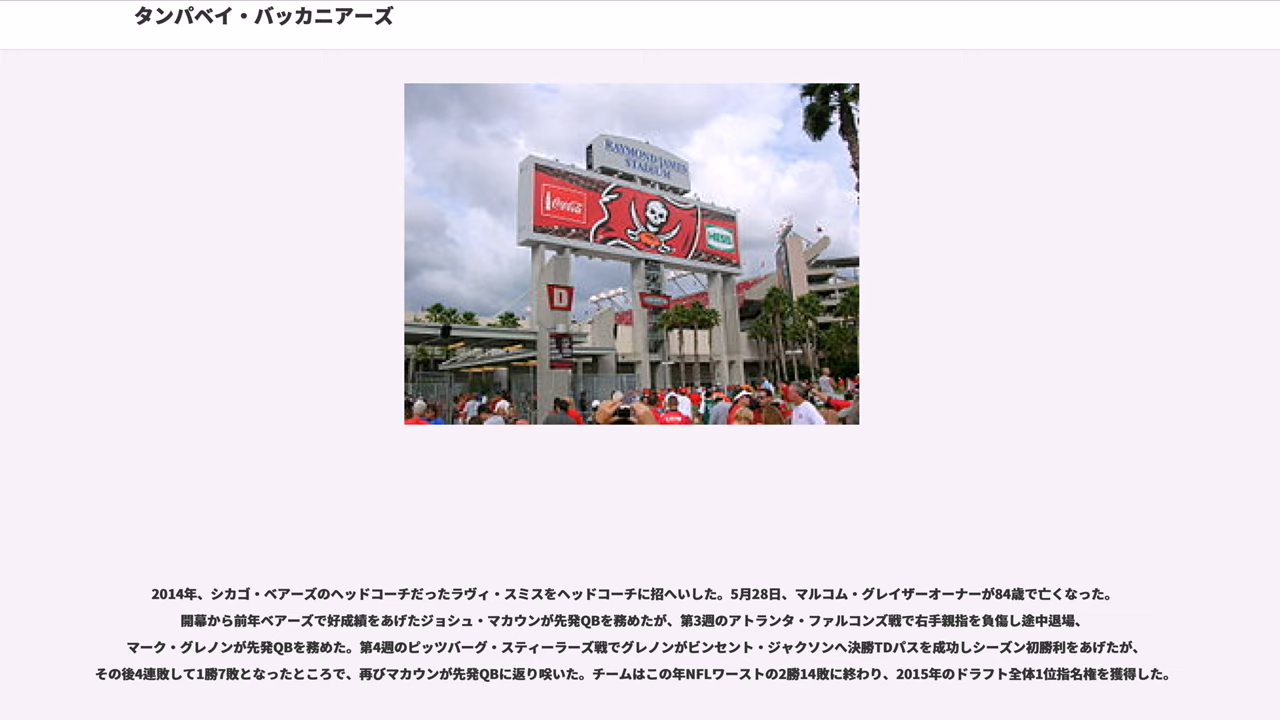 タンパベイ・バッカニアーズ
RAYMOND JAMES
STADIUM
Coca-Cola
HESS
D
2014年、シカゴ・ベアーズのヘッドコーチだったラヴィ・スミスをヘッドコーチに招へいした。5月28日、マルコム・グレイザーオーナーが84歳で亡くなった。
開幕から前年ベアーズで好成績をあげたジョシュ・マカウンが先発QBを務めたが、第3週のアトランタ・ファルコンズ戦で右手親指を負傷し途中退場、
マーク・グレノンが先発QBを務めた。第4週のピッツバーグ・スティーラーズ戦でグレノンがビンセント・ジャクソンへ決勝TDパスを成功しシーズン初勝利をあげたが、
その後4連敗して1勝7敗となったところで、再びマカウンが先発QBに返り咲いた。チームはこの年NFLワーストの2勝14敗に終わり、2015年のドラフト全体1位指名権を獲得した。